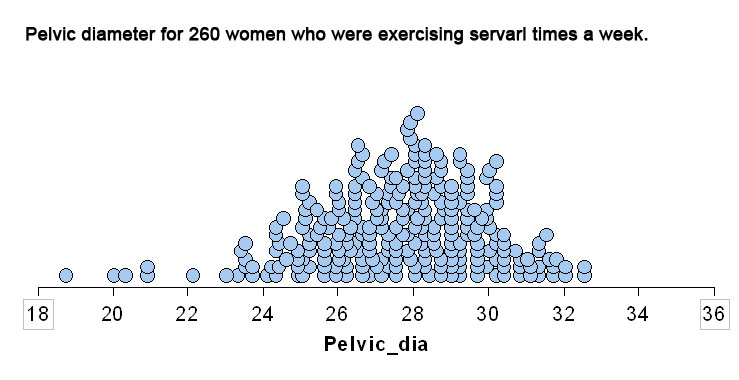 Pelvic diameter for 260 women who were exercising servarl times a week.
18 20 22 24 26 28 30 32 34 36
Pelvic_dia